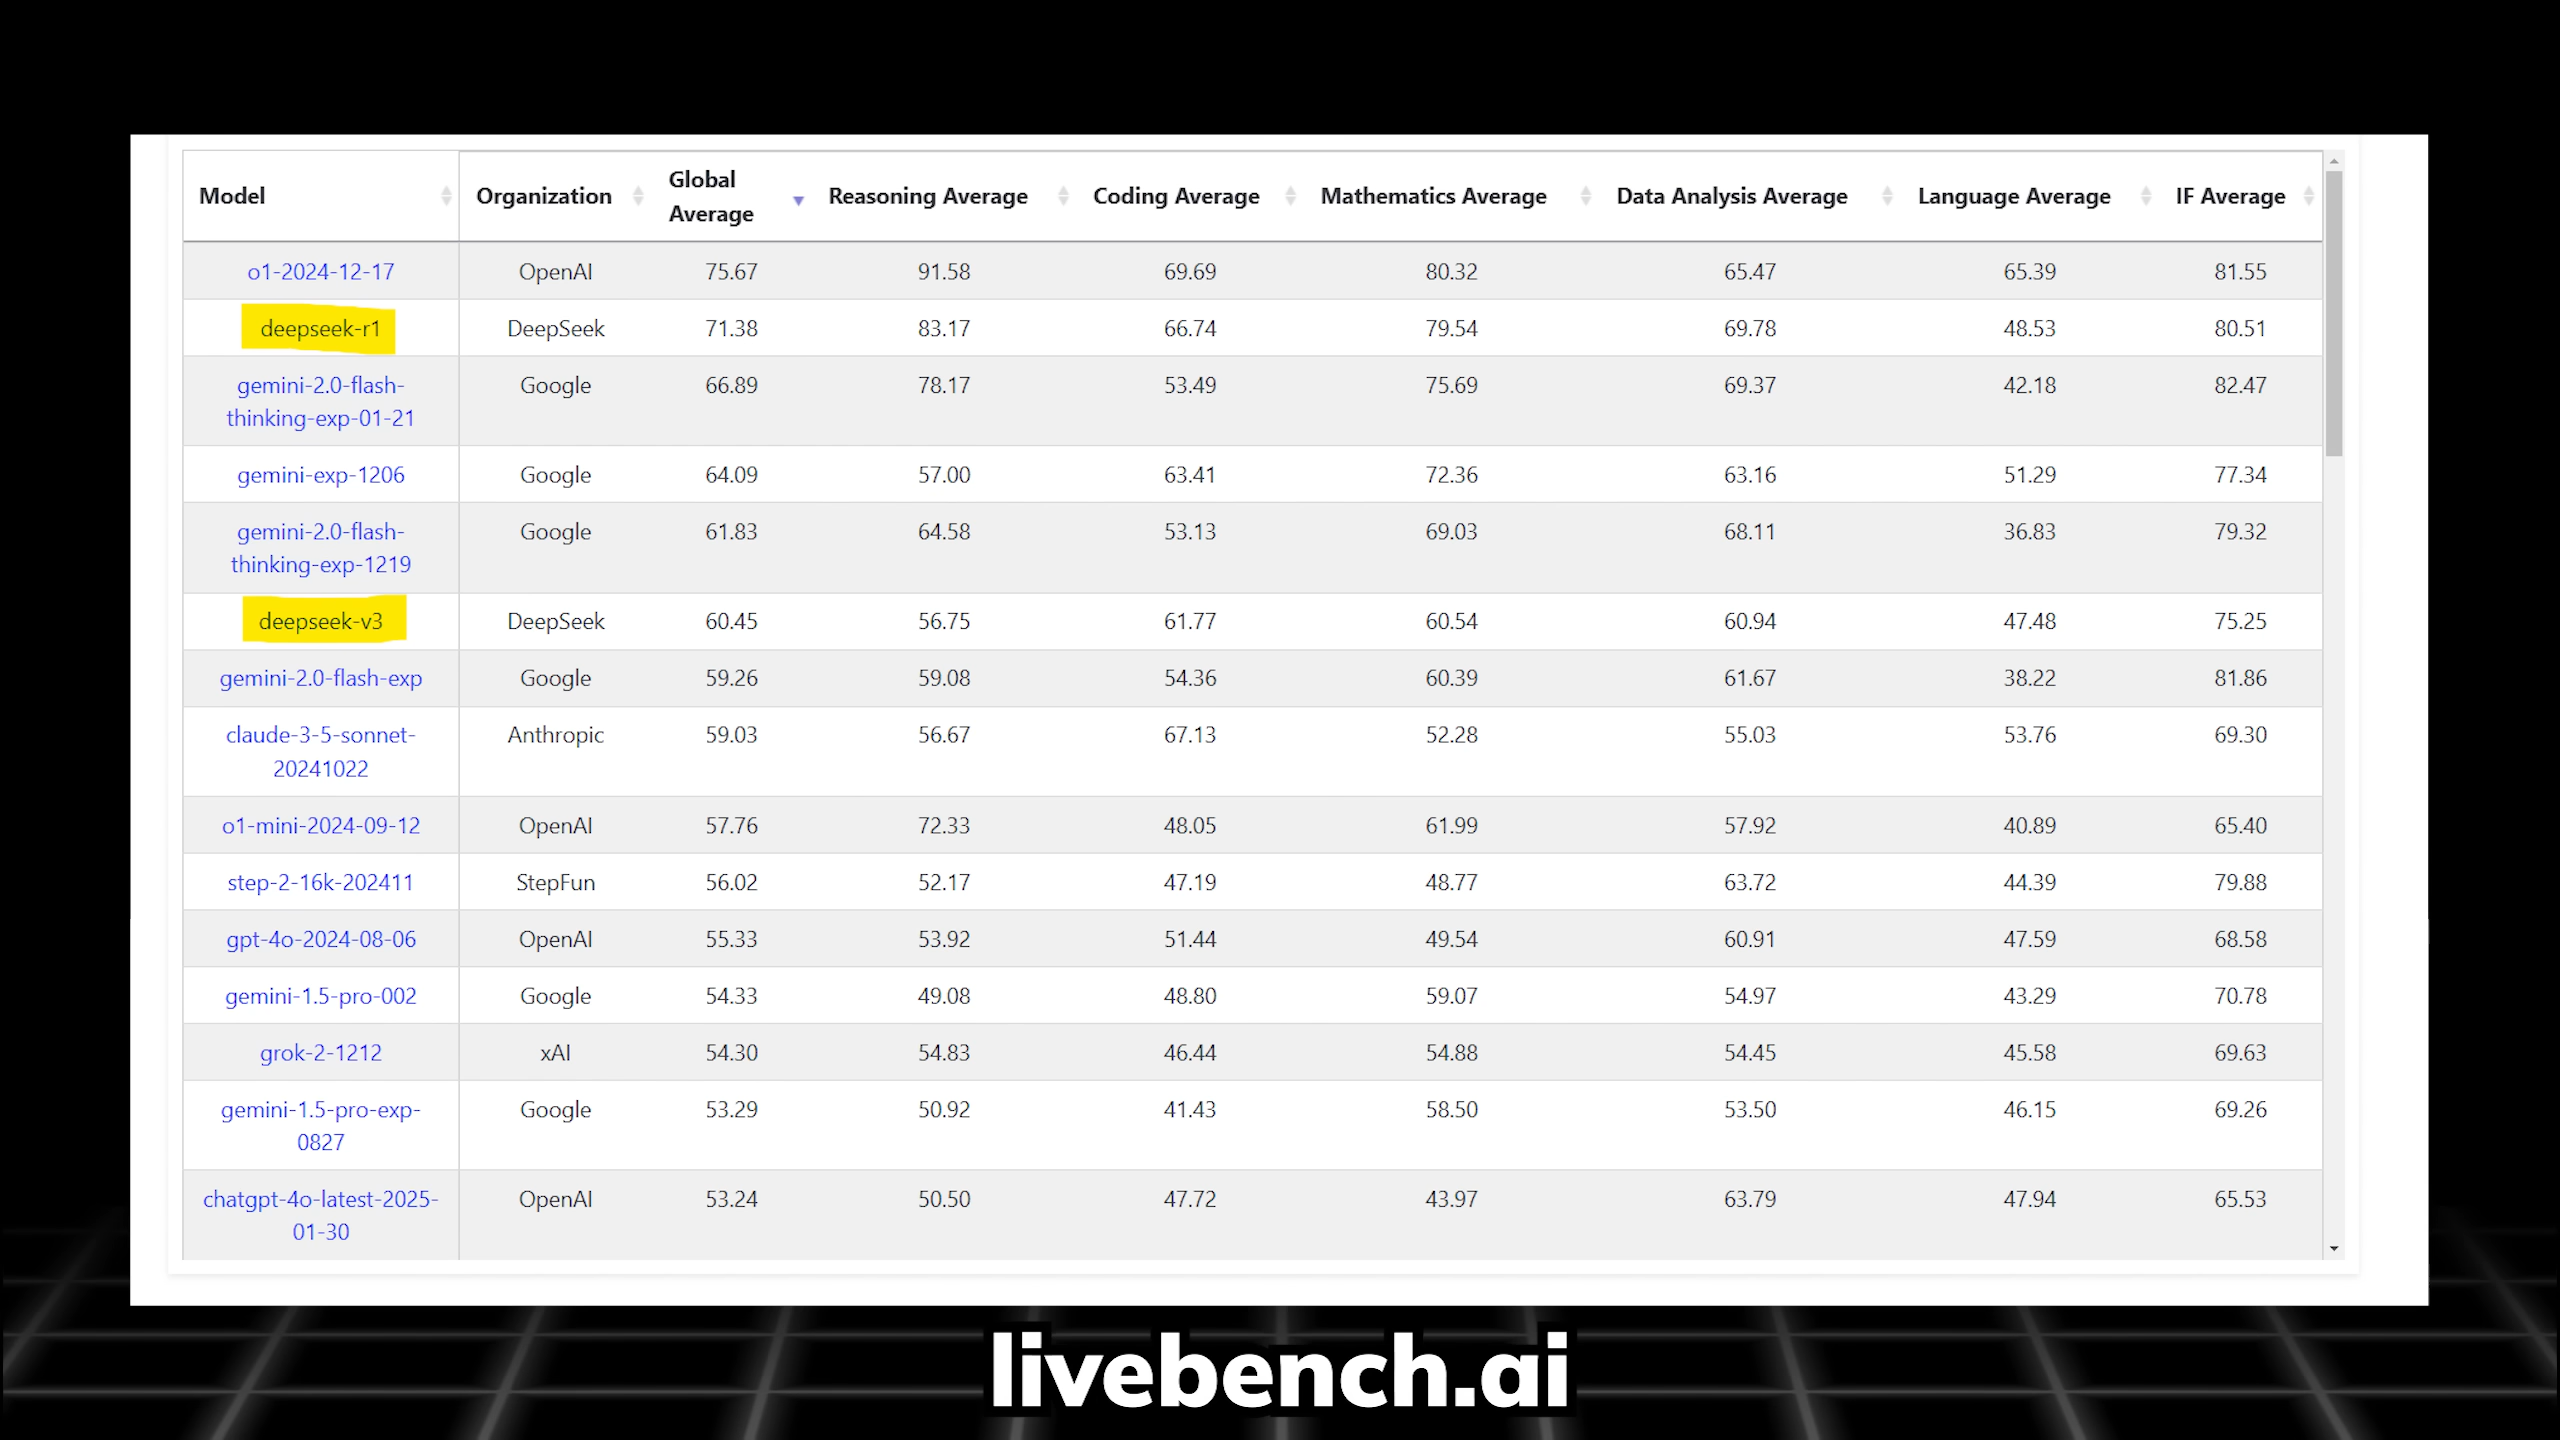 Model Organization Global Average Reasoning Average Coding Average Mathematics Average Data Analysis Average Language Average IF Average
o1-2024-12-17 OpenAI 75.67 91.58 69.69 80.32 65.47 65.39 81.55
deepseek-r1 DeepSeek 71.38 83.17 66.74 79.54 69.78 48.53 80.51
gemini-2.0-flash-thinking-exp-01-21 Google 66.89 78.17 53.49 75.69 69.37 42.18 82.47
gemini-exp-1206 Google 64.09 57.00 63.41 72.36 63.16 51.29 77.34
gemini-2.0-flash-thinking-exp-1219 Google 61.83 64.58 53.13 69.03 68.11 36.83 79.32
deepseek-v3 DeepSeek 60.45 56.75 61.77 60.54 60.94 47.48 75.25
gemini-2.0-flash-exp Google 59.26 59.08 54.36 60.39 61.67 38.22 81.86
claude-3-5-sonnet-20241022 Anthropic 59.03 56.67 67.13 52.28 55.03 53.76 69.30
o1-mini-2024-09-12 OpenAI 57.76 72.33 48.05 61.99 57.92 40.89 65.40
step-2-16k-202411 StepFun 56.02 52.17 47.19 48.77 63.72 44.39 79.88
gpt-4o-2024-08-06 OpenAI 55.33 53.92 51.44 49.54 60.91 47.59 68.58
gemini-1.5-pro-002 Google 54.33 49.08 48.80 59.07 54.97 43.29 70.78
grok-2-1212 xAI 54.30 54.83 46.44 54.88 54.45 45.58 69.63
gemini-1.5-pro-exp-0827 Google 53.29 50.92 41.43 58.50 53.50 46.15 69.26
chatgpt-4o-latest-2025-01-30 OpenAI 53.24 50.50 47.72 43.97 63.79 47.94 65.53
livebench.ai